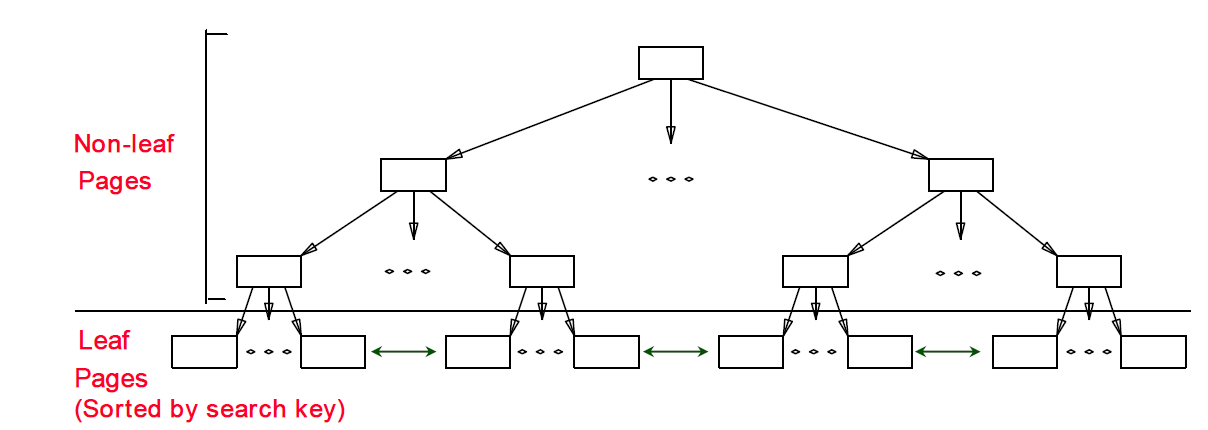 Non-leaf
Pages
Leaf
Pages
(Sorted by search key)